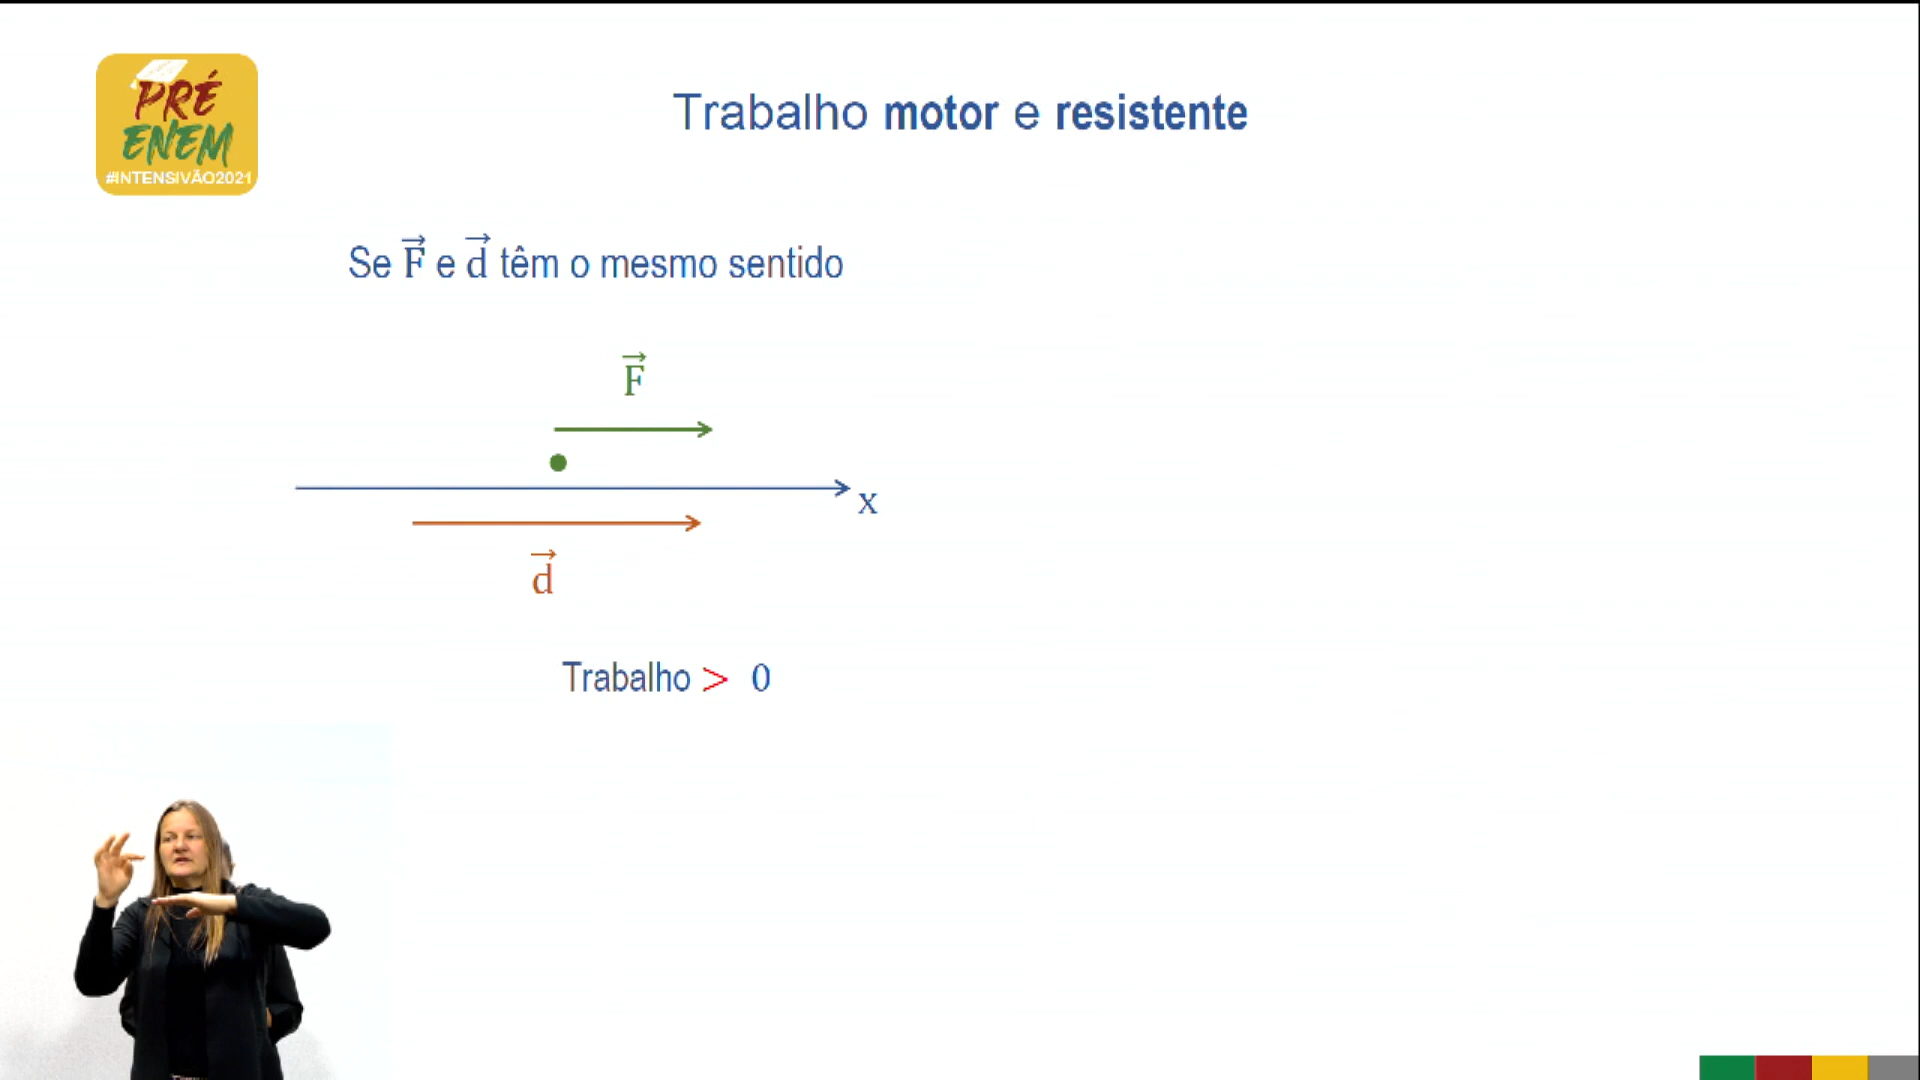 PRÉ
ENEM
#INTENSIVÃO2021
Trabalho motor e resistente
Se F⃗ e d⃗ têm o mesmo sentido
F⃗
x
d⃗
Trabalho > 0